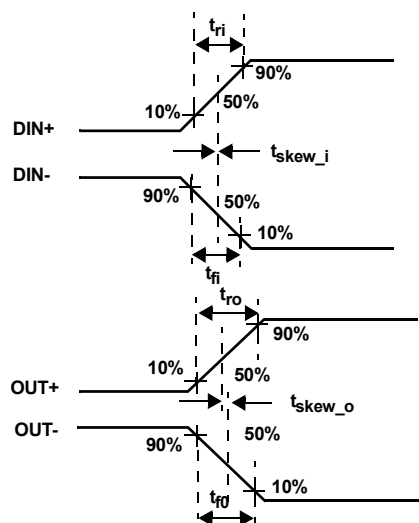 tri
90%
10%
50%
DIN+
tskew_i
DIN-
90%
50%
10%
tfi
tro
90%
10%
50%
OUT+
tskew_o
OUT-
50%
90%
10%
tf0